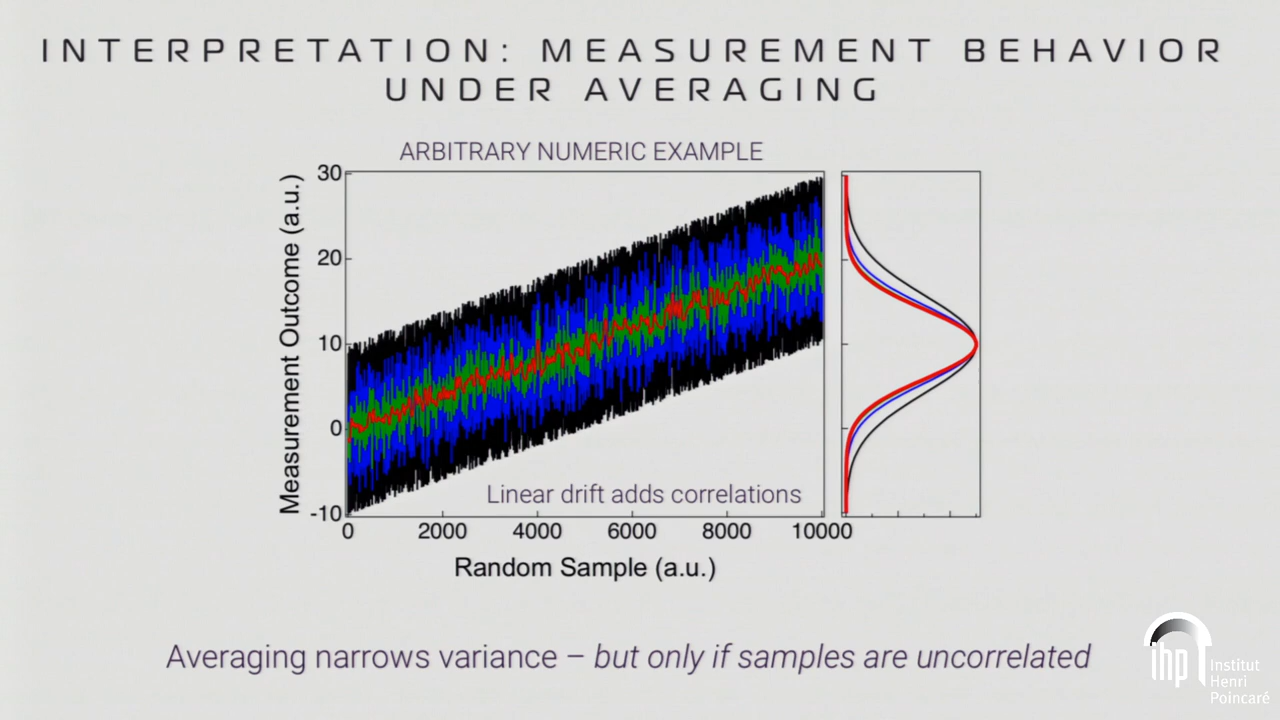 INTERPRETATION: MEASUREMENT BEHAVIOR
UNDER AVERAGING
ARBITRARY NUMERIC EXAMPLE
Measurement Outcome (a.u.)
30
20
10
0
-10
Linear drift adds correlations
0 2000 4000 6000 8000 10000
Random Sample (a.u.)
Averaging narrows variance – but only if samples are uncorrelated
ihp
Institut
Henri
Poincaré